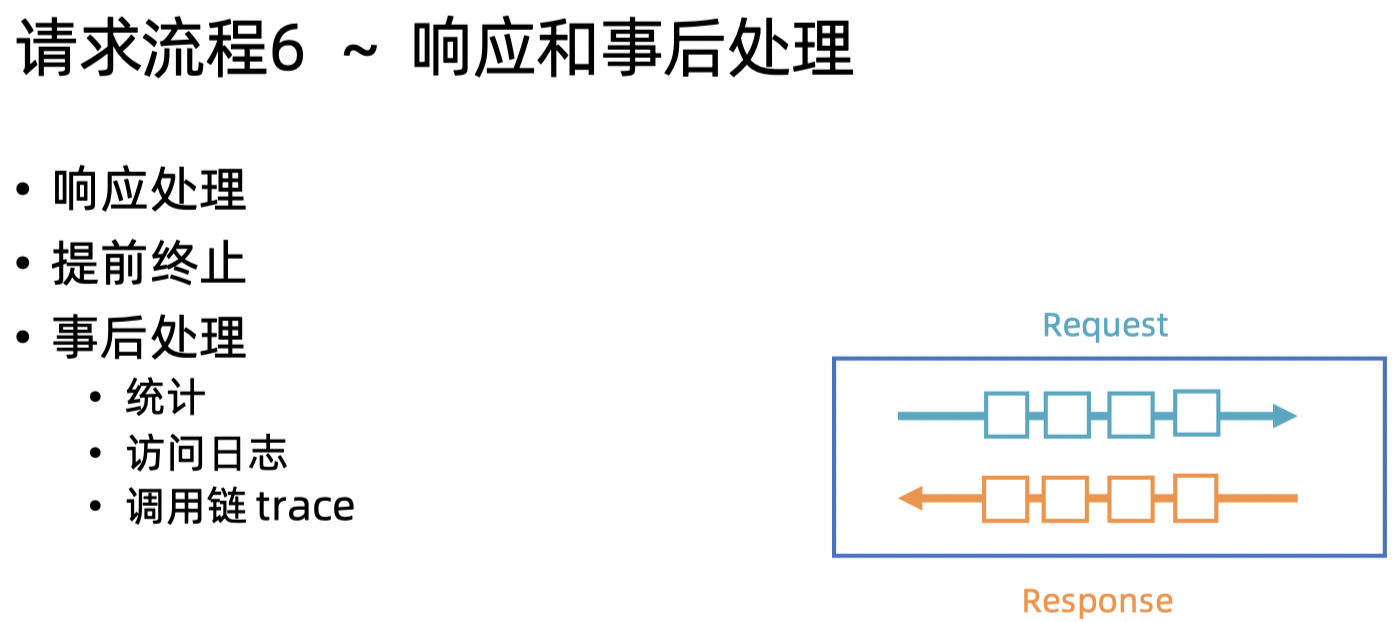 请求流程6 ~ 响应和事后处理
• 响应处理
• 提前终止
• 事后处理
• 统计
• 访问日志
• 调用链 trace
Request
Response